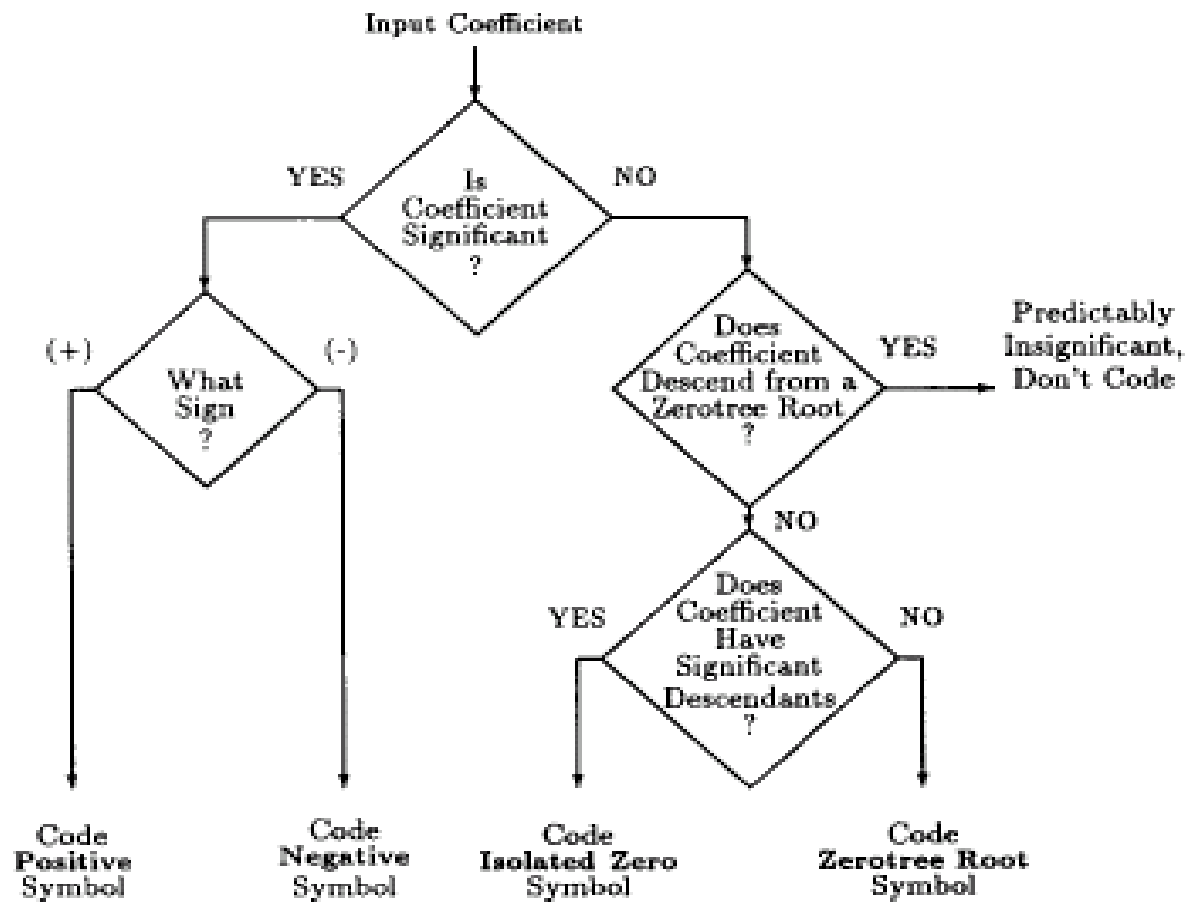 Input Coefficient
YES
NO
Is
Coefficient
Significant
?
(+)
(-)
What
Sign
?
Does
Coefficient
Descend from a
Zerotree Root
?
YES
Predictably
Insignificant,
Don't Code
NO
Does
Coefficient
Have
Significant
Descendants
?
YES
NO
Code
Positive
Symbol
Code
Negative
Symbol
Code
Isolated Zero
Symbol
Code
Zerotree Root
Symbol